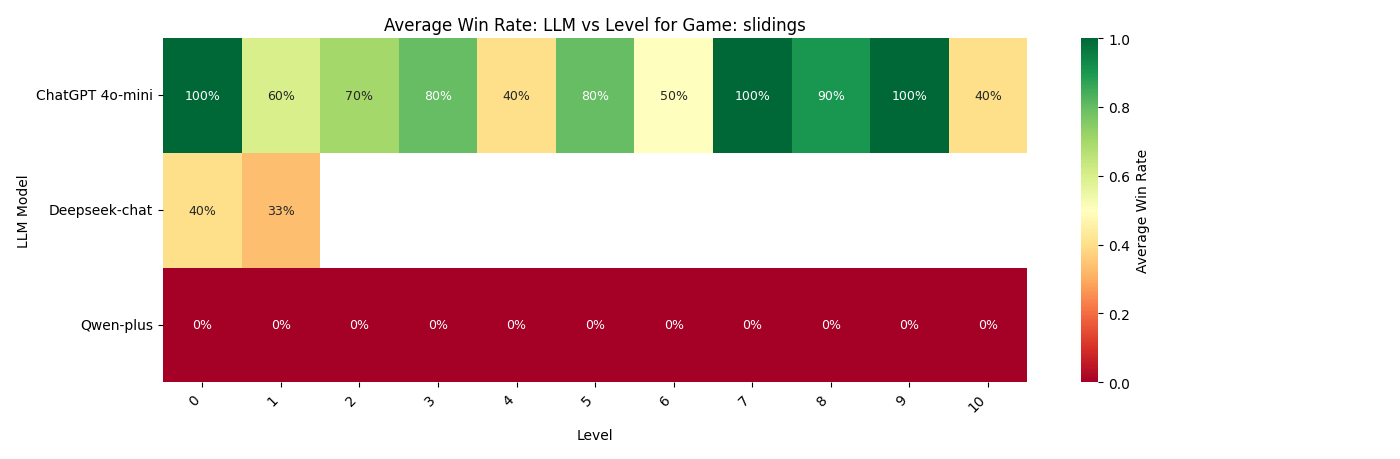 Average Win Rate: LLM vs Level for Game: slidings
LLM Model
ChatGPT 4o-mini
100% 60% 70% 80% 40% 80% 50% 100% 90% 100% 40%
Deepseek-chat
40% 33%
Qwen-plus
0% 0% 0% 0% 0% 0% 0% 0% 0% 0% 0%
0 1 2 3 4 5 6 7 8 9 10
Level
1.0
0.8
0.6
0.4
0.2
0.0
Average Win Rate